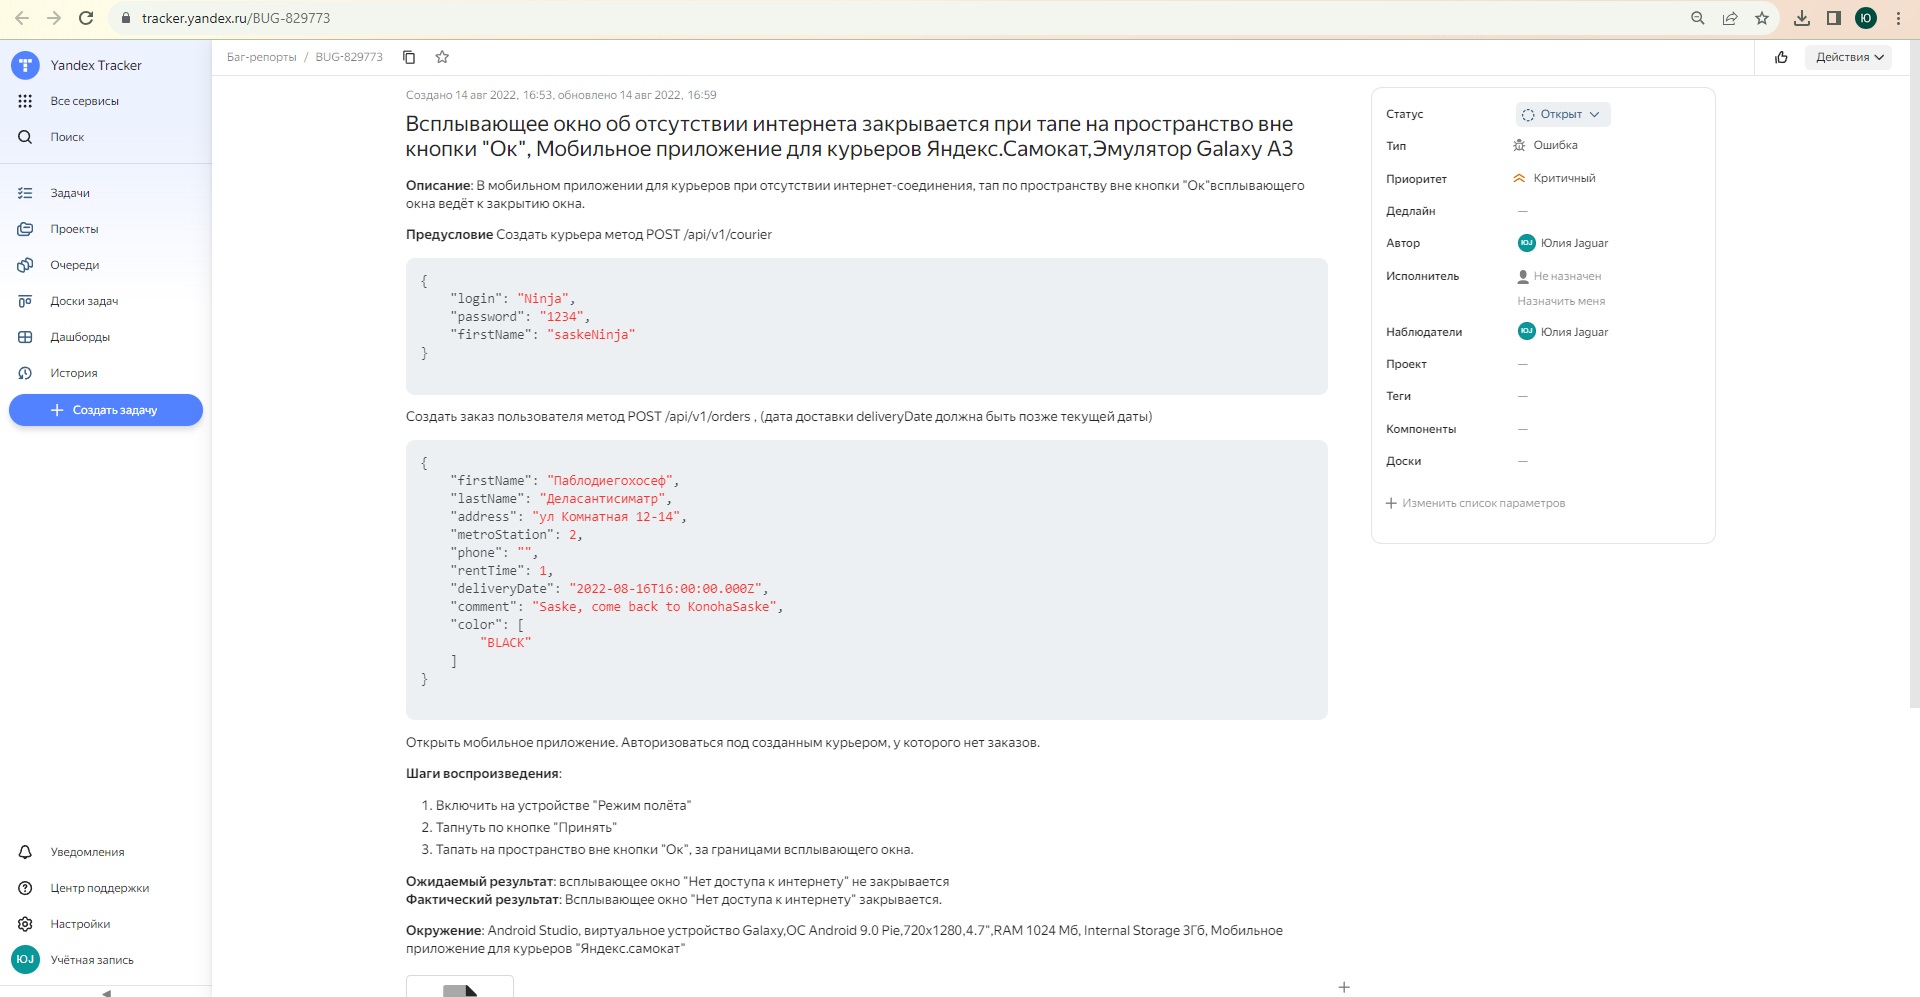 tracker.yandex.ru/BUG-829773
Ю
Yandex Tracker
Все сервисы
Поиск
Задачи
Проекты
Очереди
Доски задач
Дашборды
История
Создать задачу
Уведомления
Центр поддержки
Настройки
ЮJ Учётная запись
Баг-репорты / BUG-829773
Действия
Создано 14 авг 2022, 16:53, обновлено 14 авг 2022, 16:59
Всплывающее окно об отсутствии интернета закрывается при тапе на пространство вне
кнопки "Ок", Мобильное приложение для курьеров Яндекс.Самокат,Эмулятор Galaxy A3
Описание: В мобильном приложении для курьеров при отсутствии интернет-соединения, тап по пространству вне кнопки "Ок"всплывающего
окна ведёт к закрытию окна.
Предусловие Создать курьера метод POST /api/v1/courier
{
"login": "Ninja",
"password": "1234",
"firstName": "saskeNinja"
}
Создать заказ пользователя метод POST /api/v1/orders , (дата доставки deliveryDate должна быть позже текущей даты)
{
"firstName": "Паблодиегохосеф",
"lastName": "Деласантисиматр",
"address": "ул Комнатная 12-14",
"metroStation": 2,
"phone": "",
"rentTime": 1,
"deliveryDate": "2022-08-16T16:00:00.000Z",
"comment": "Saske, come back to KonohaSaske",
"color": [
"BLACK"
]
}
Открыть мобильное приложение. Авторизоваться под созданным курьером, у которого нет заказов.
Шаги воспроизведения:
1. Включить на устройстве "Режим полёта"
2. Тапнуть по кнопке "Принять"
3. Тапать на пространство вне кнопки "Ок", за границами всплывающего окна.
Ожидаемый результат: всплывающее окно "Нет доступа к интернету" не закрывается
Фактический результат: Всплывающее окно "Нет доступа к интернету" закрывается.
Окружение: Android Studio, виртуальное устройство Galaxy,ОС Android 9.0 Pie,720x1280,4.7",RAM 1024 Мб, Internal Storage 3Гб, Мобильное
приложение для курьеров "Яндекс.самокат"
Статус Открыт
Тип Ошибка
Приоритет Критичный
Дедлайн —
Автор ЮJ Юлия Jaguar
Исполнитель Не назначен
Назначить меня
Наблюдатели ЮJ Юлия Jaguar
Проект —
Теги —
Компоненты —
Доски —
Изменить список параметров